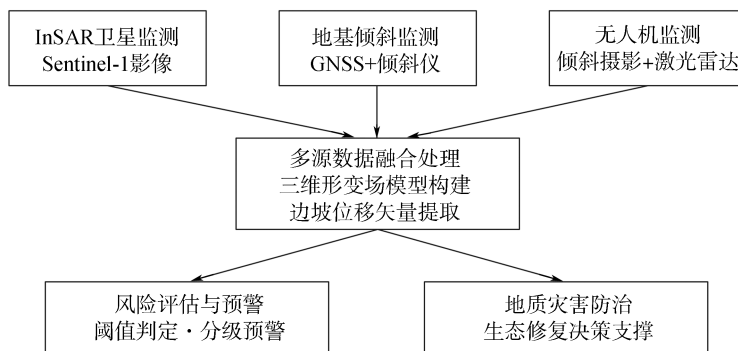 InSAR卫星监测
Sentinel-1影像
地基倾斜监测
GNSS+倾斜仪
无人机监测
倾斜摄影+激光雷达
多源数据融合处理
三维形变场模型构建
边坡位移矢量提取
风险评估与预警
阈值判定·分级预警
地质灾害防治
生态修复决策支撑